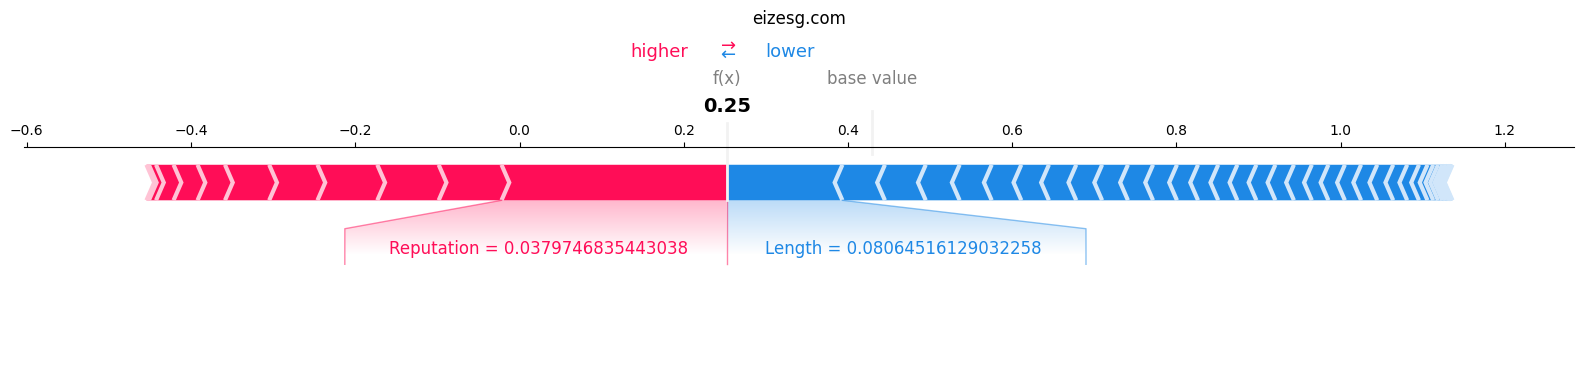 eizesg.com
higher ⇄ lower
f(x) base value
0.25
−0.6 −0.4 −0.2 0.0 0.2 0.4 0.6 0.8 1.0 1.2
Reputation = 0.0379746835443038 Length = 0.08064516129032258